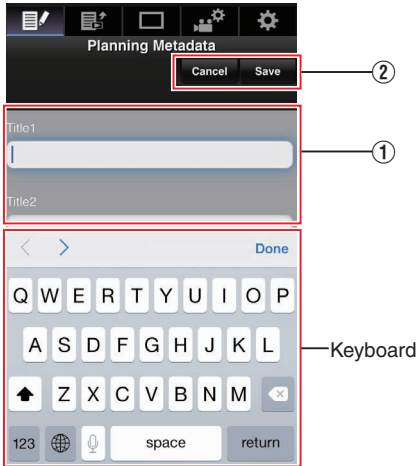 Planning Metadata
Cancel Save ②
Title1
①
Title2
Done
Q W E R T Y U I O P
A S D F G H J K L
Keyboard
Z X C V B N M
123 space return